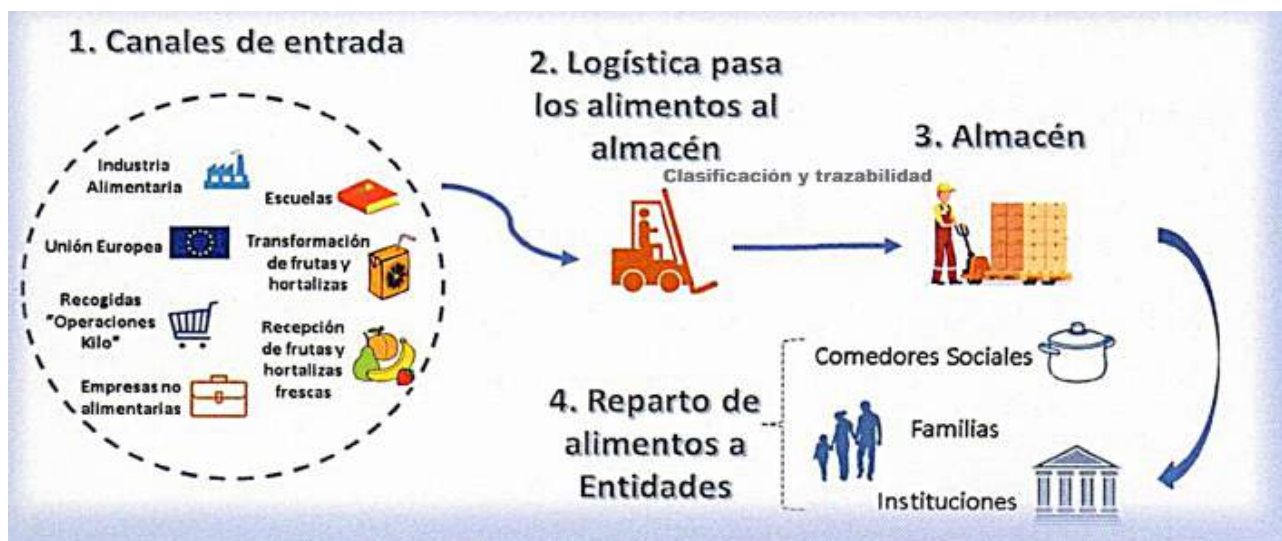 1. Canales de entrada
Industria
Alimentaria
Escuelas
Unión Europea
Transformación
de frutas y
hortalizas
Recogidas
"Operaciones
Kilo"
Recepción
de frutas y
hortalizas
frescas
Empresas no
alimentarias
2. Logística pasa
los alimentos al
almacén
Clasificación y trazabilidad
3. Almacén
4. Reparto de
alimentos a
Entidades
Comedores Sociales
Familias
Instituciones